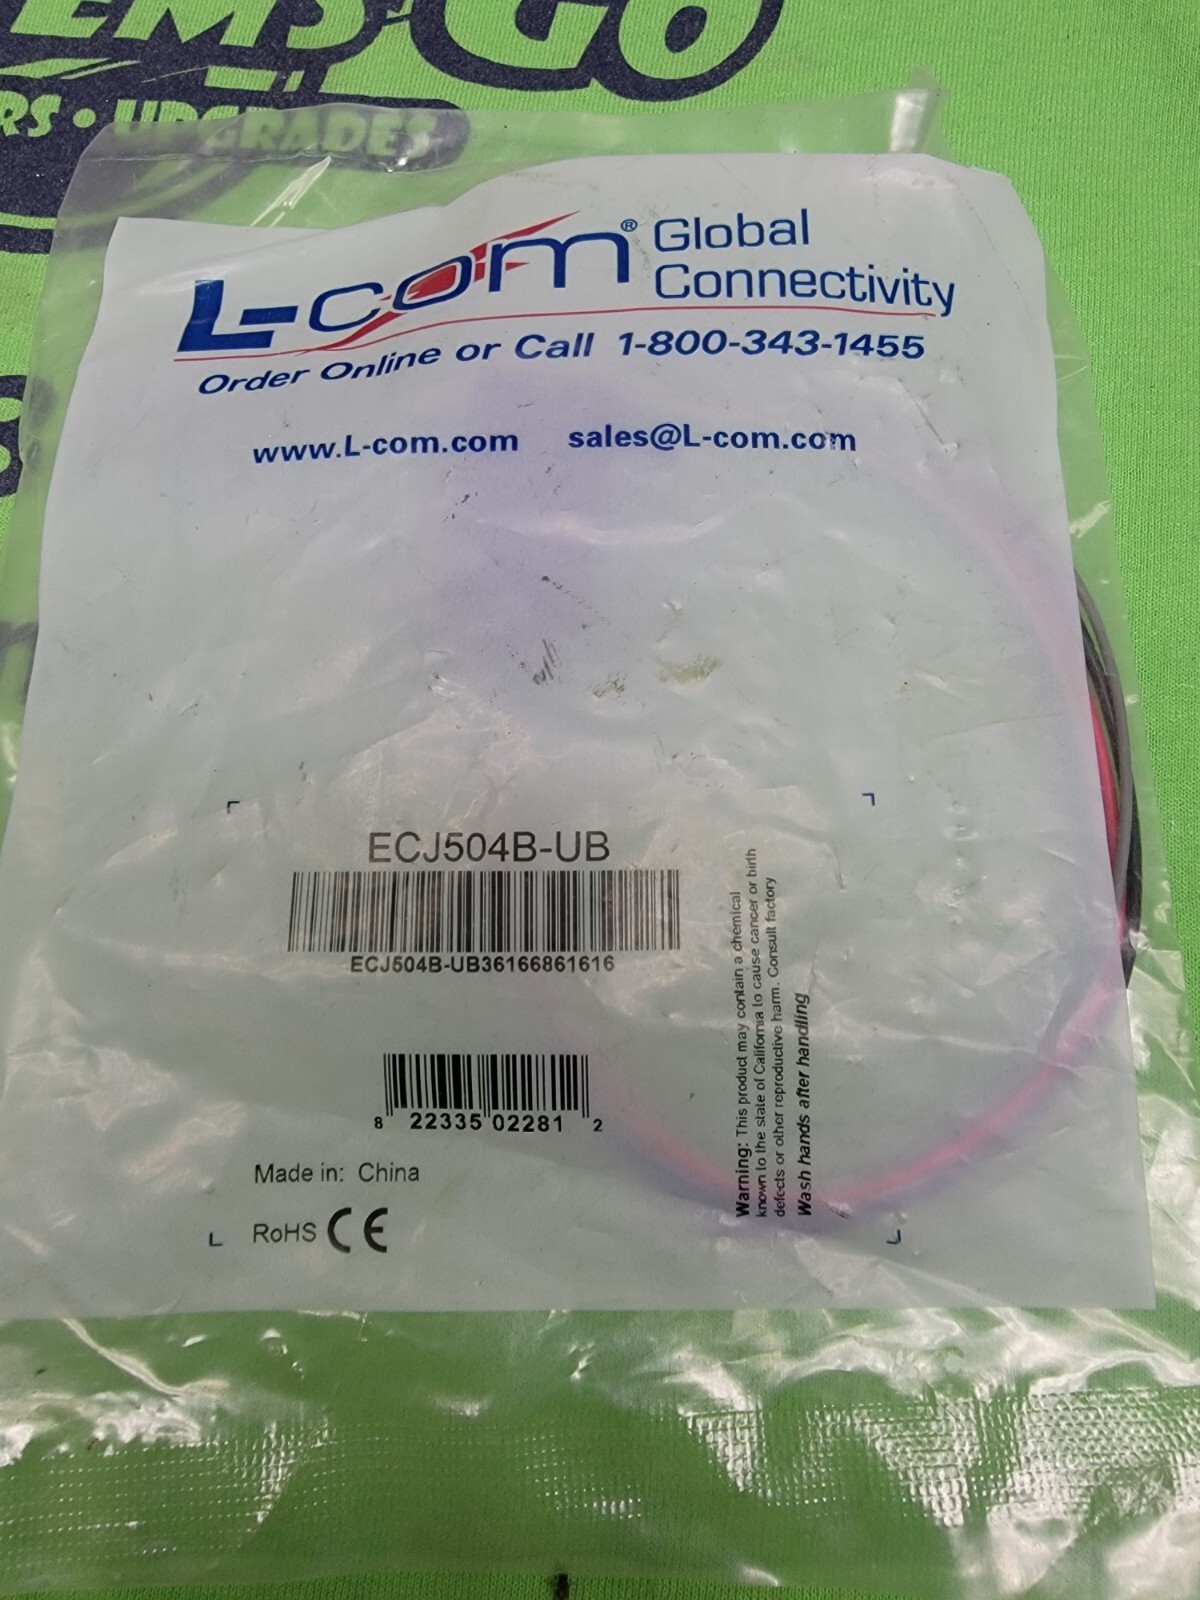 GO
UPGRADES
L-com® Global
Connectivity
Order Online or Call 1-800-343-1455
www.L-com.com sales@L-com.com
ECJ504B-UB
ECJ504B-UB36166861616
8 22335 02281 2
Made in: China
RoHS CE
Warning: This product may contain a chemical
known to the state of California to cause cancer or birth
defects or other reproductive harm. Consult factory
Wash hands after handling